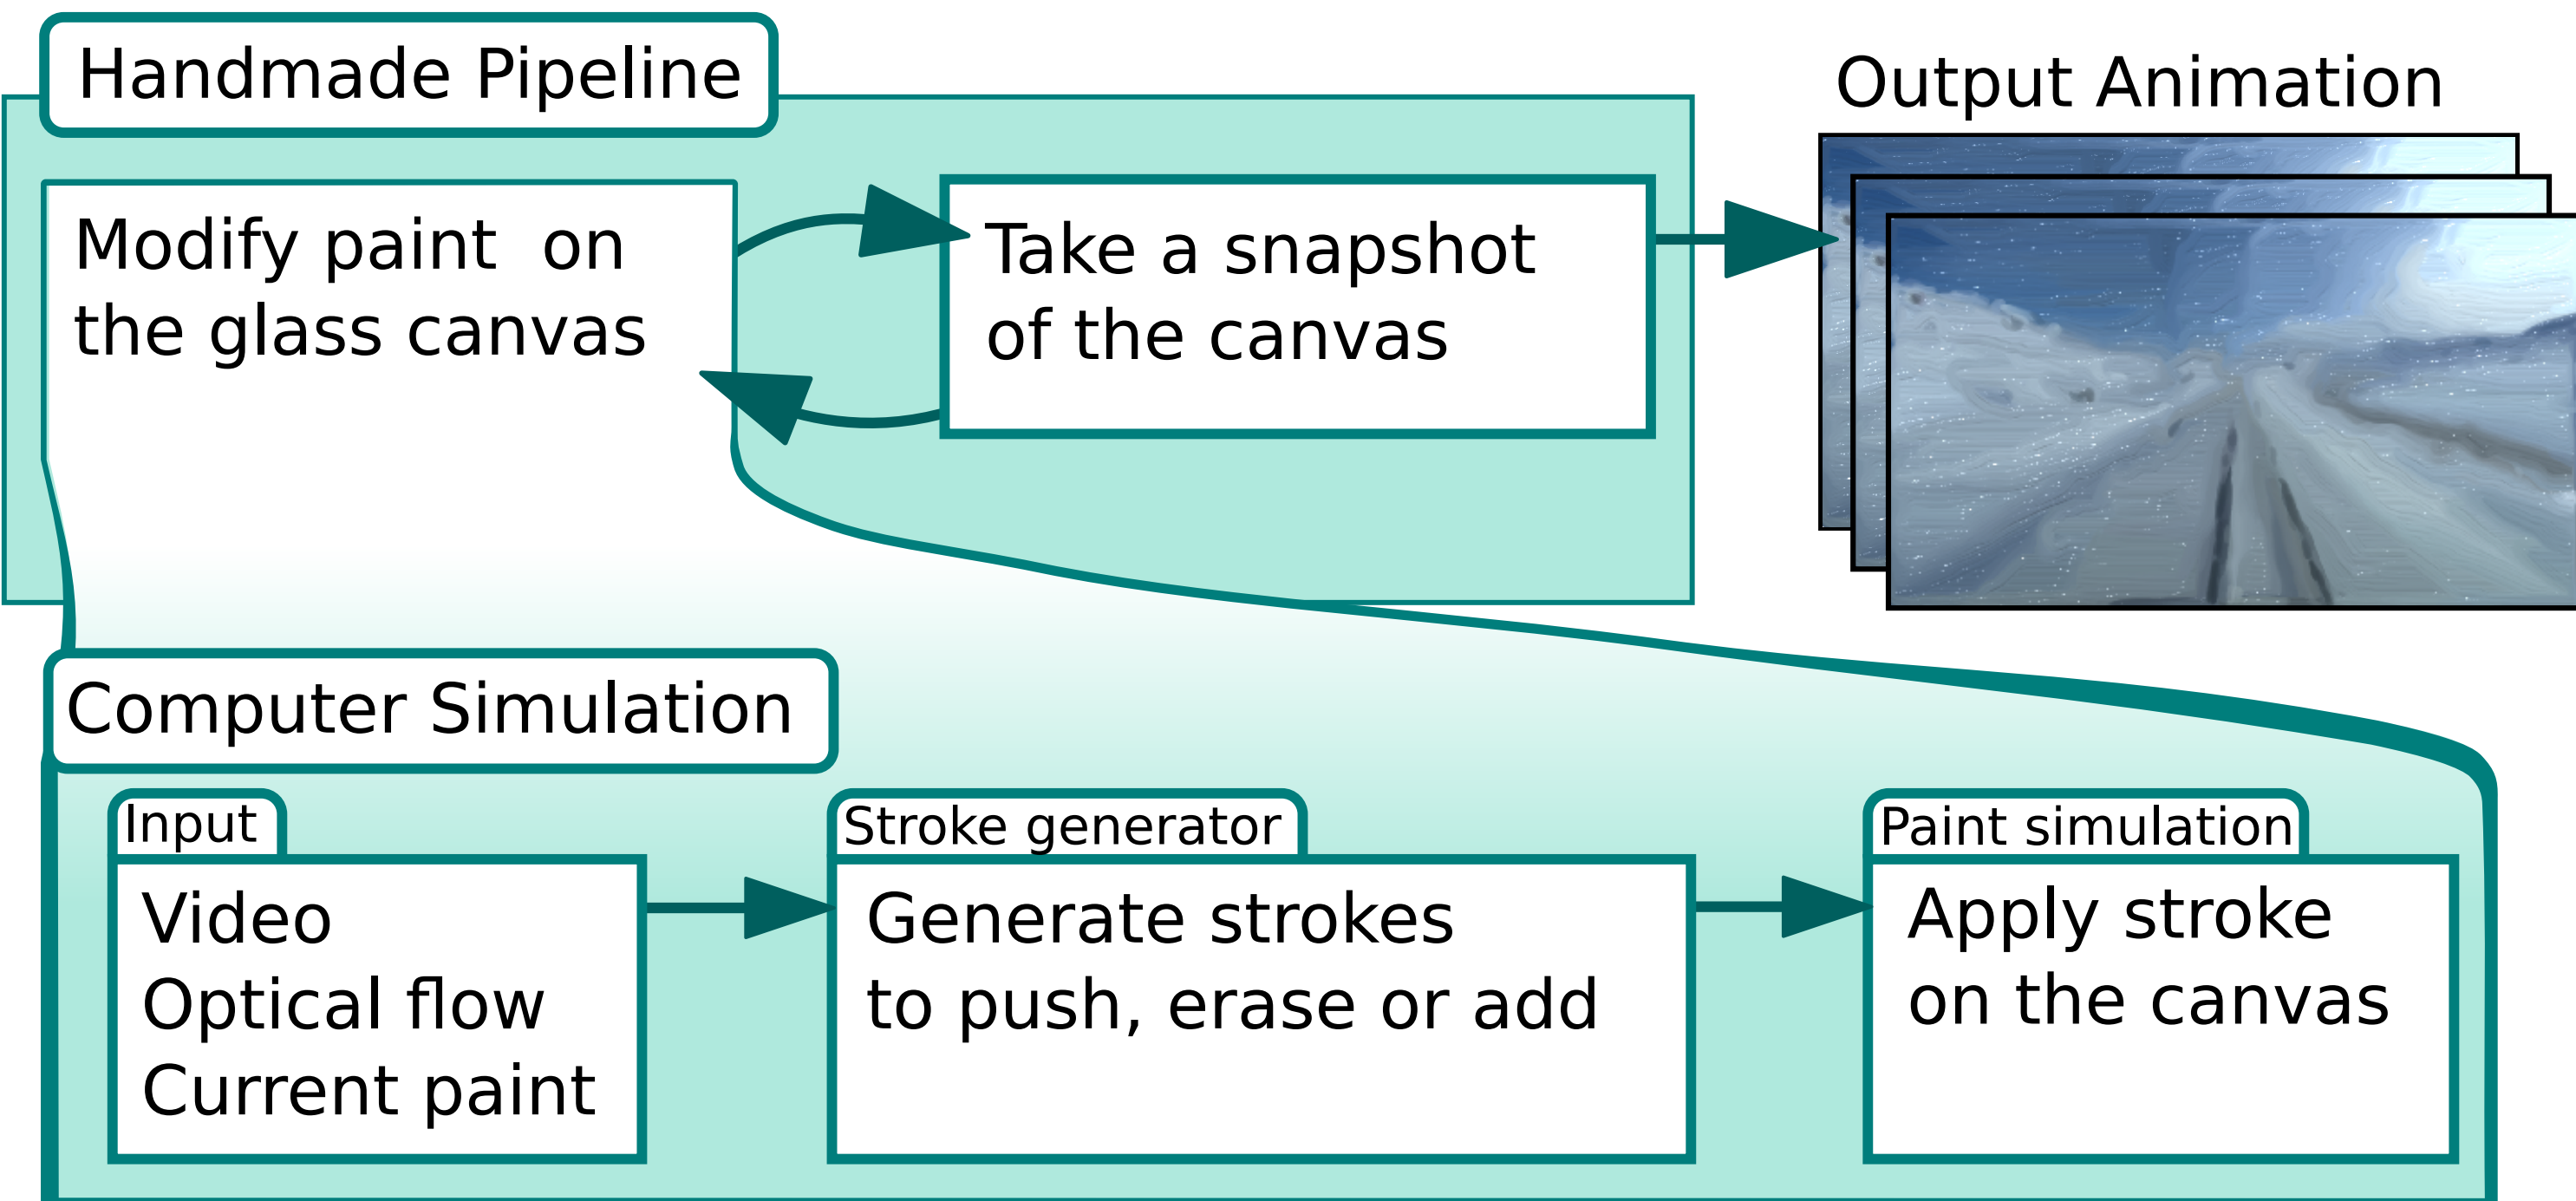 Handmade Pipeline
Output Animation
Modify paint  on
the glass canvas
Take a snapshot
of the canvas
Computer Simulation
Input
Video
Optical flow
Current paint
Stroke generator
Generate strokes
to push, erase or add
Paint simulation
Apply stroke
on the canvas